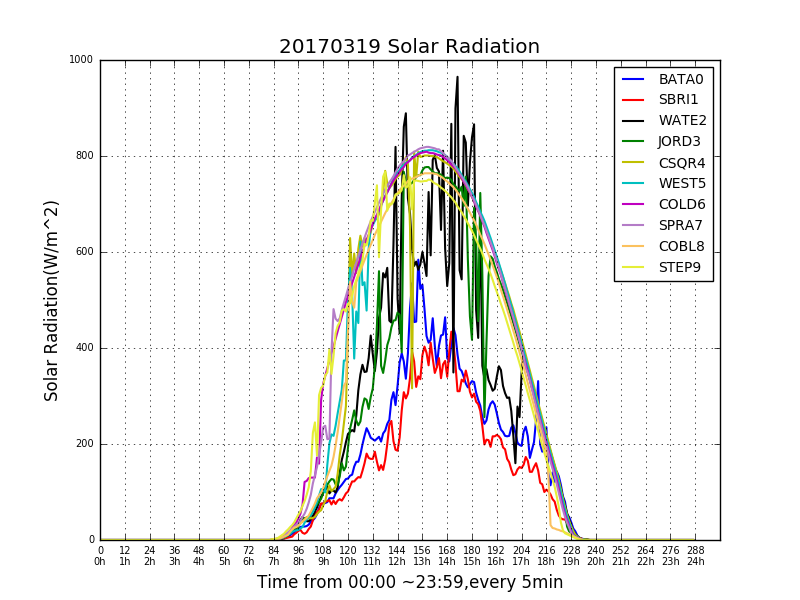 20170319 Solar Radiation
1000
800
600
400
200
0
Solar Radiation(W/m^2)
BATA0
SBRI1
WATE2
JORD3
CSQR4
WEST5
COLD6
SPRA7
COBL8
STEP9
0 12 24 36 48 60 72 84 96 108 120 132 144 156 168 180 192 204 216 228 240 252 264 276 288
0h 1h 2h 3h 4h 5h 6h 7h 8h 9h 10h 11h 12h 13h 14h 15h 16h 17h 18h 19h 20h 21h 22h 23h 24h
Time from 00:00 ~23:59,every 5min